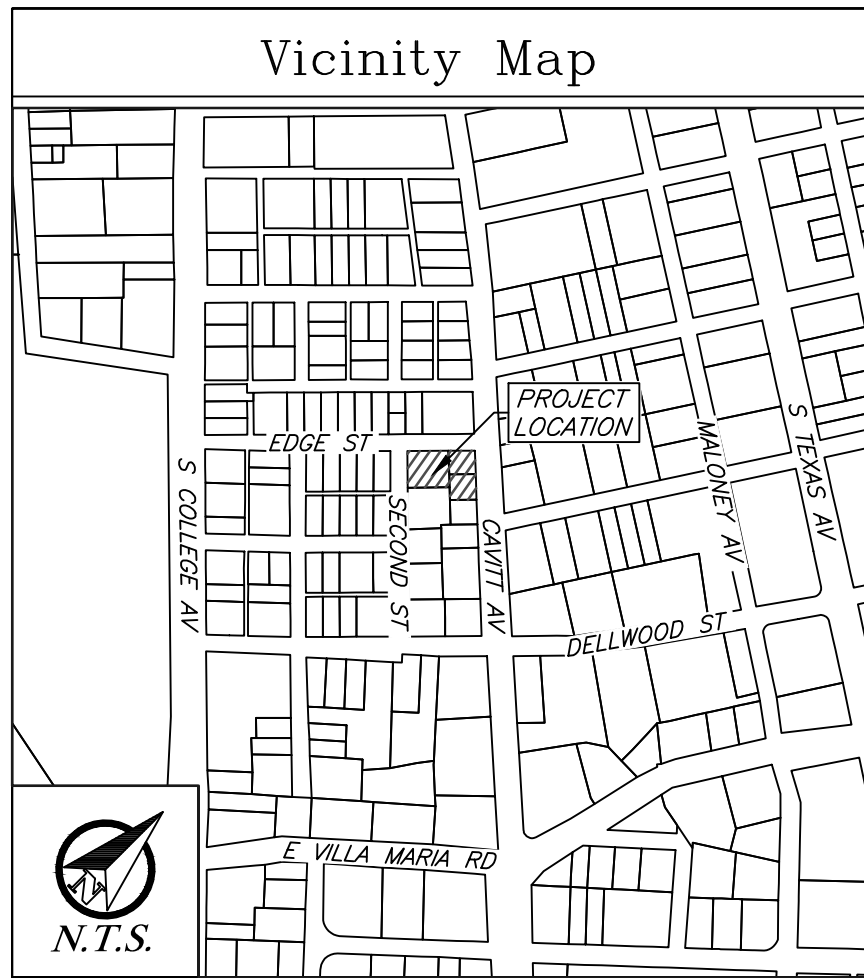 Vicinity Map
PROJECT
LOCATION
EDGE ST
S COLLEGE AV
SECOND ST
CAVITT AV
MALONEY AV
S TEXAS AV
DELLWOOD ST
E VILLA MARIA RD
N
N.T.S.